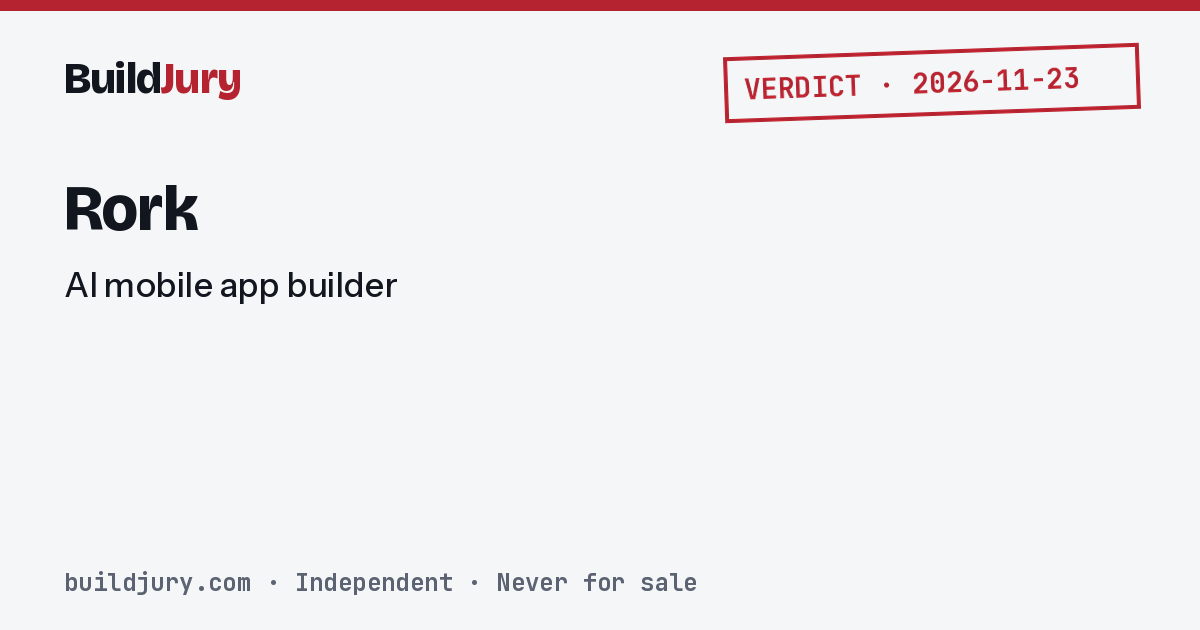 BuildJury
VERDICT · 2026-11-23
Rork
AI mobile app builder
buildjury.com · Independent · Never for sale